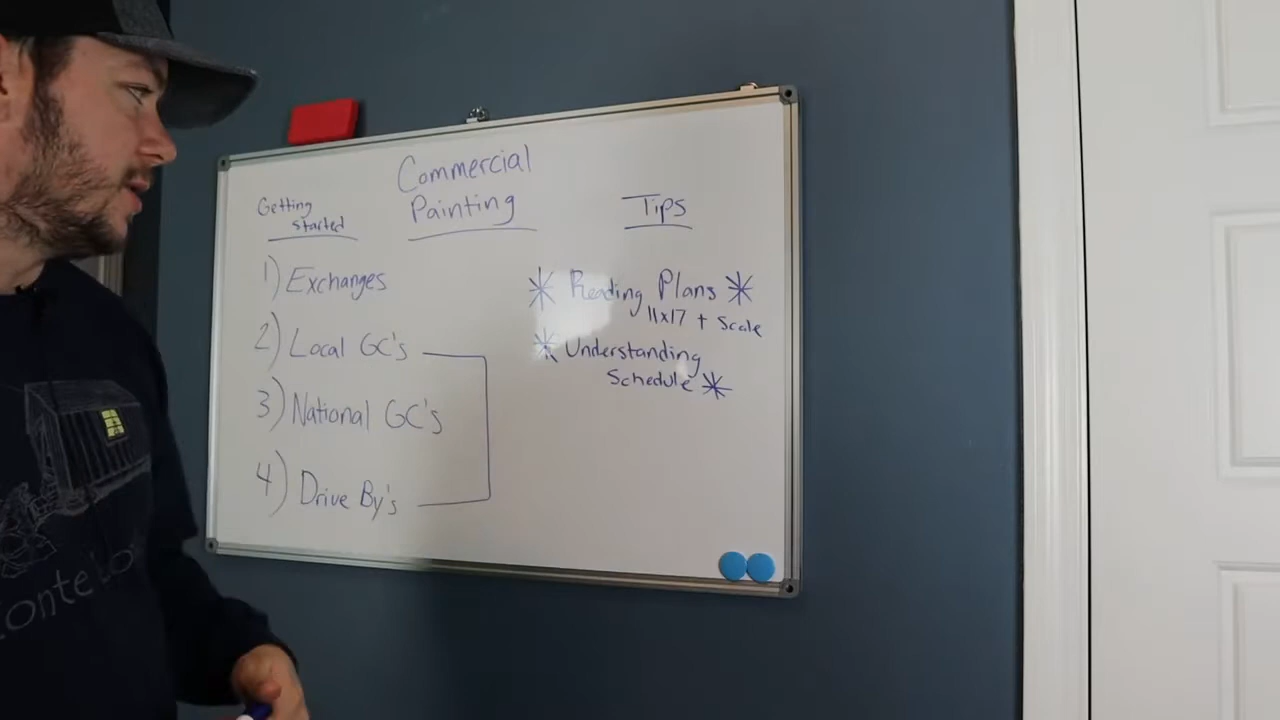 Commercial
Painting
Getting
Started
1) Exchanges
2) Local GC's
3) National GC's
4) Drive By's
Tips
* Reading Plans *
11x17 + Scale
* Understanding
Schedule *